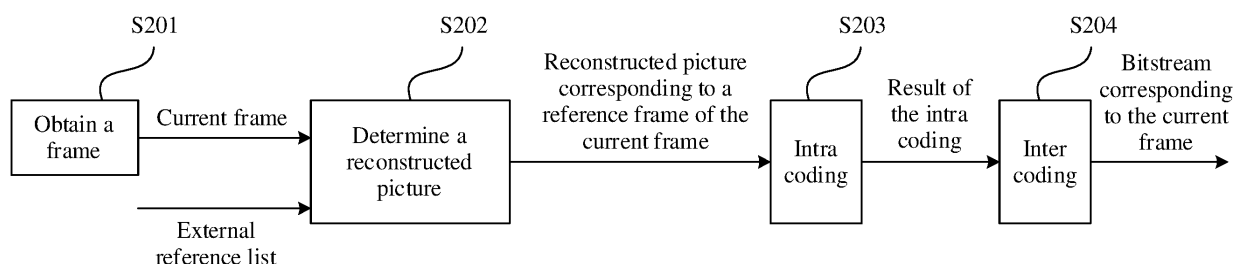 S201
S202
S203
S204
Obtain a
frame
Current frame
External
reference list
Determine a
reconstructed
picture
Reconstructed picture
corresponding to a
reference frame of the
current frame
Intra
coding
Result of
the intra
coding
Inter
coding
Bitstream
corresponding
to the current
frame